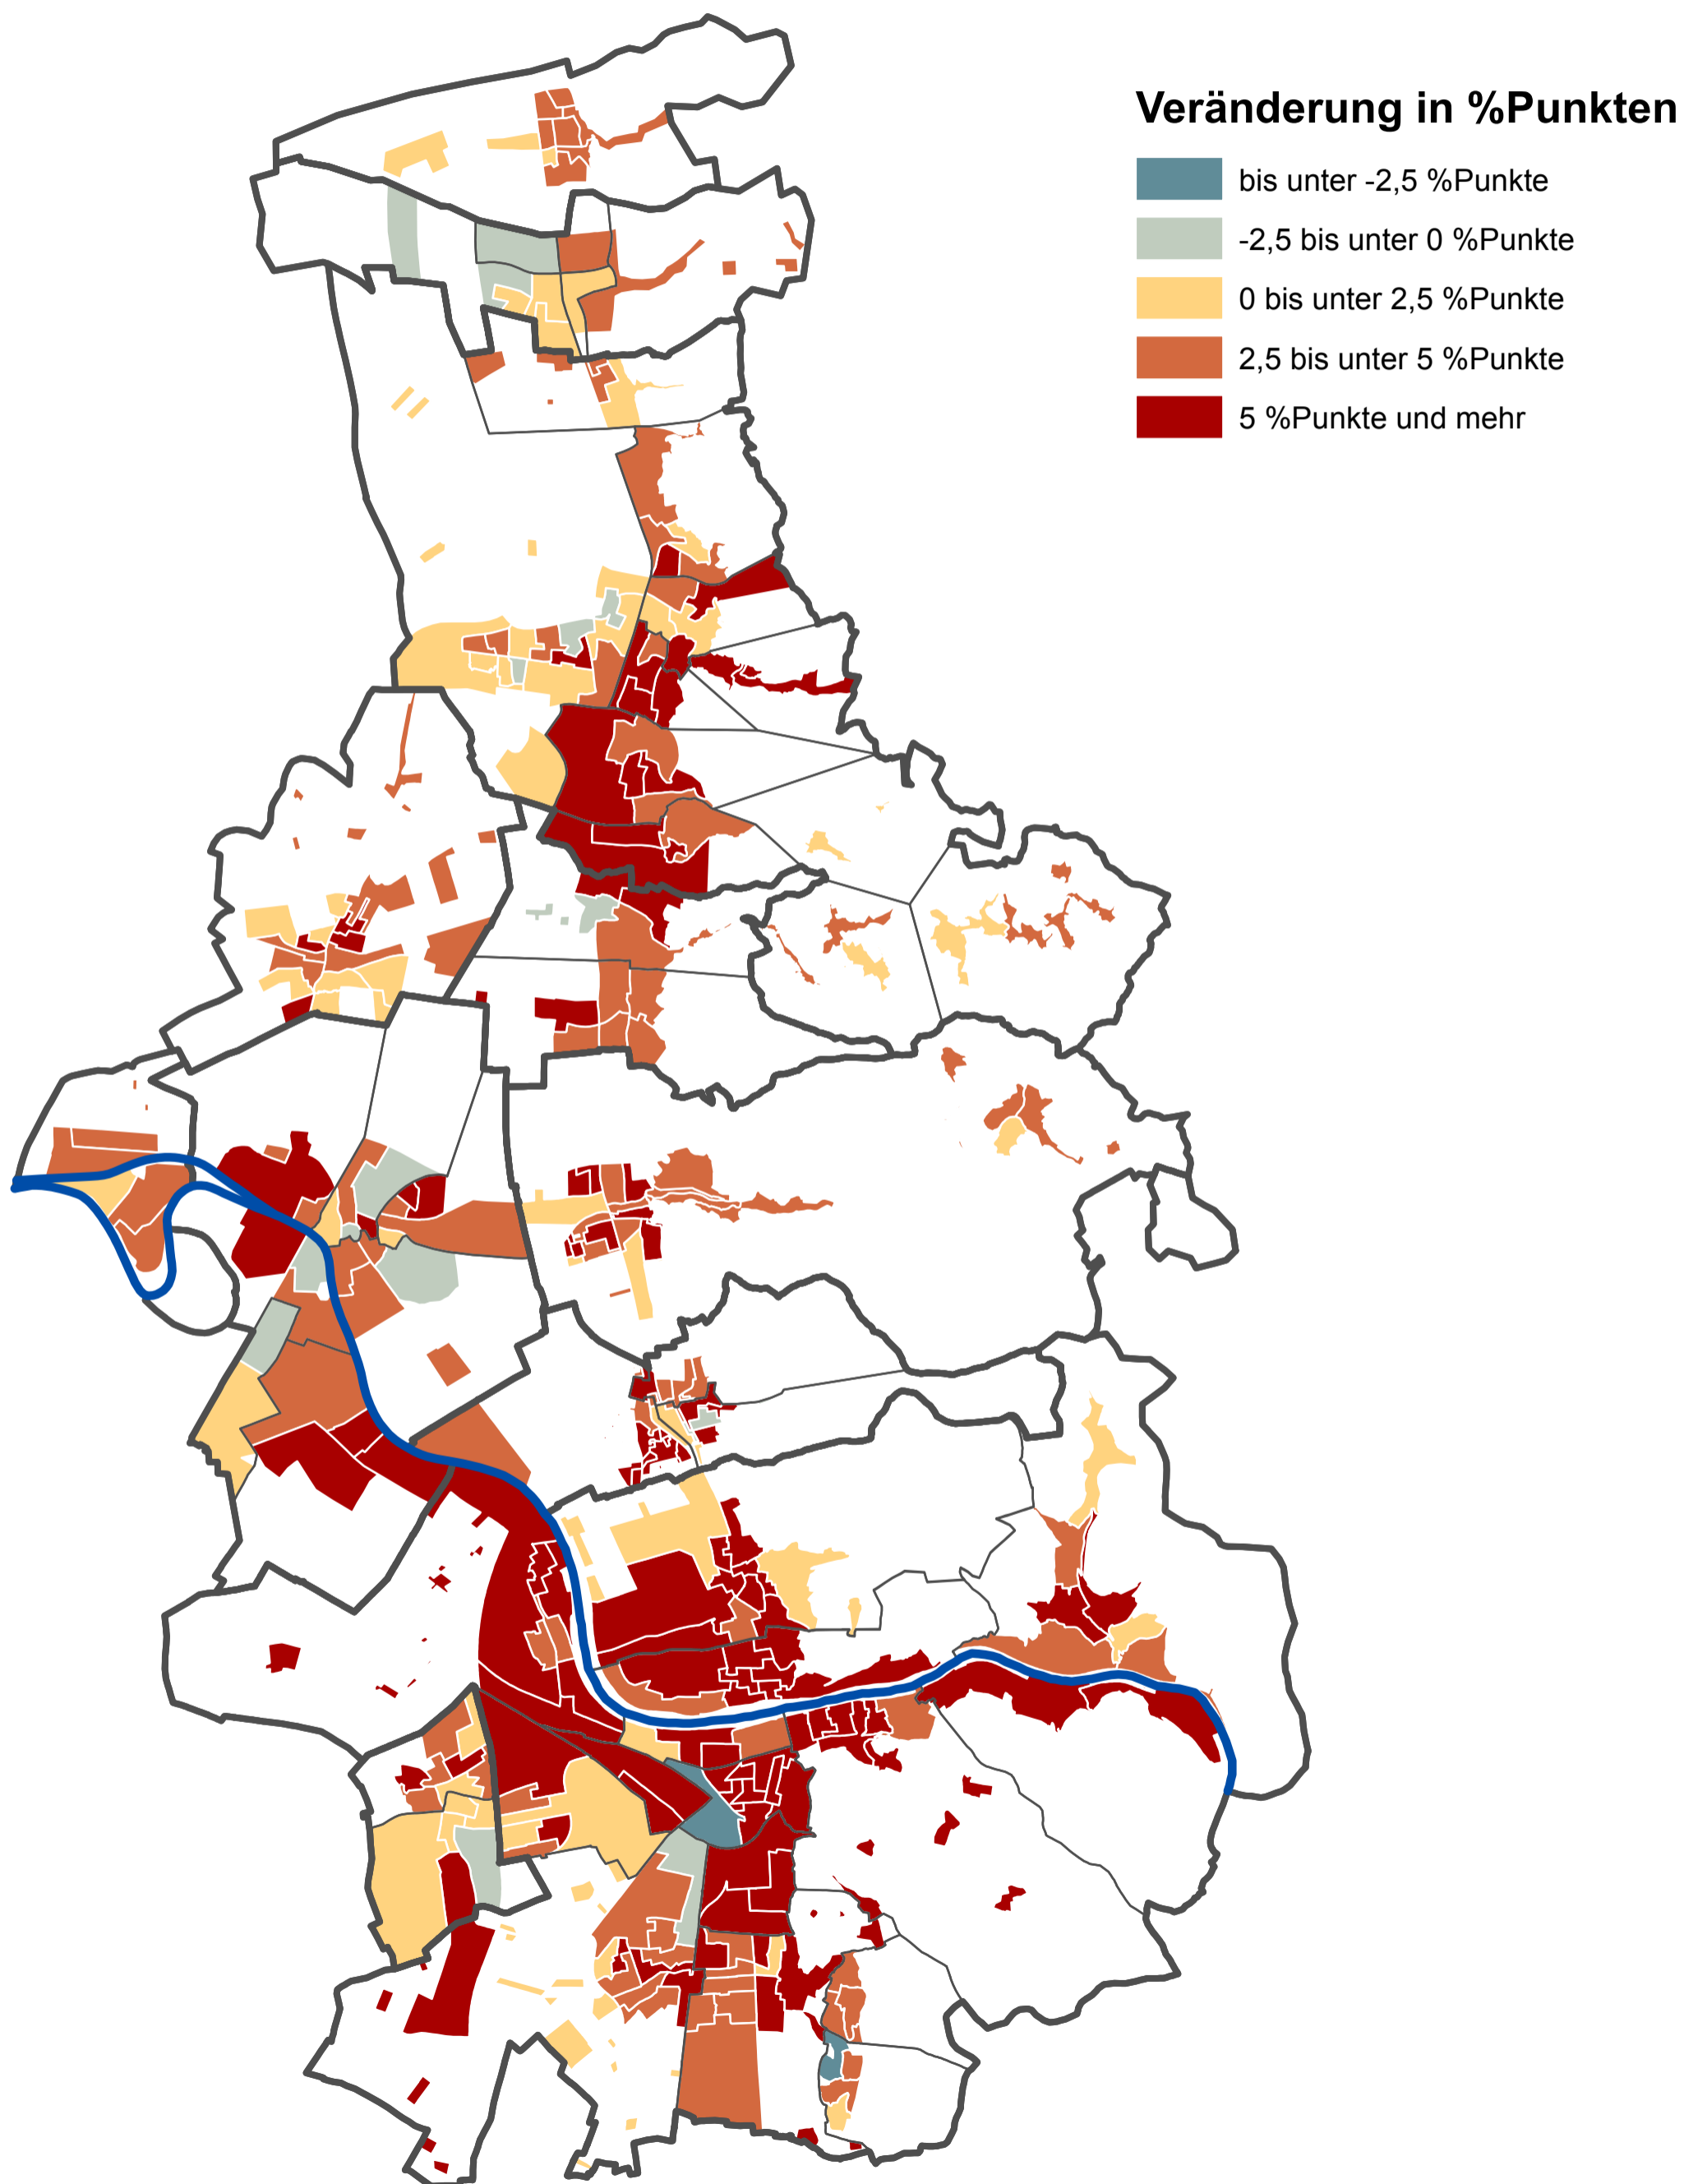 Veränderung in %Punkten
bis unter -2,5 %Punkte
-2,5 bis unter 0 %Punkte
0 bis unter 2,5 %Punkte
2,5 bis unter 5 %Punkte
5 %Punkte und mehr